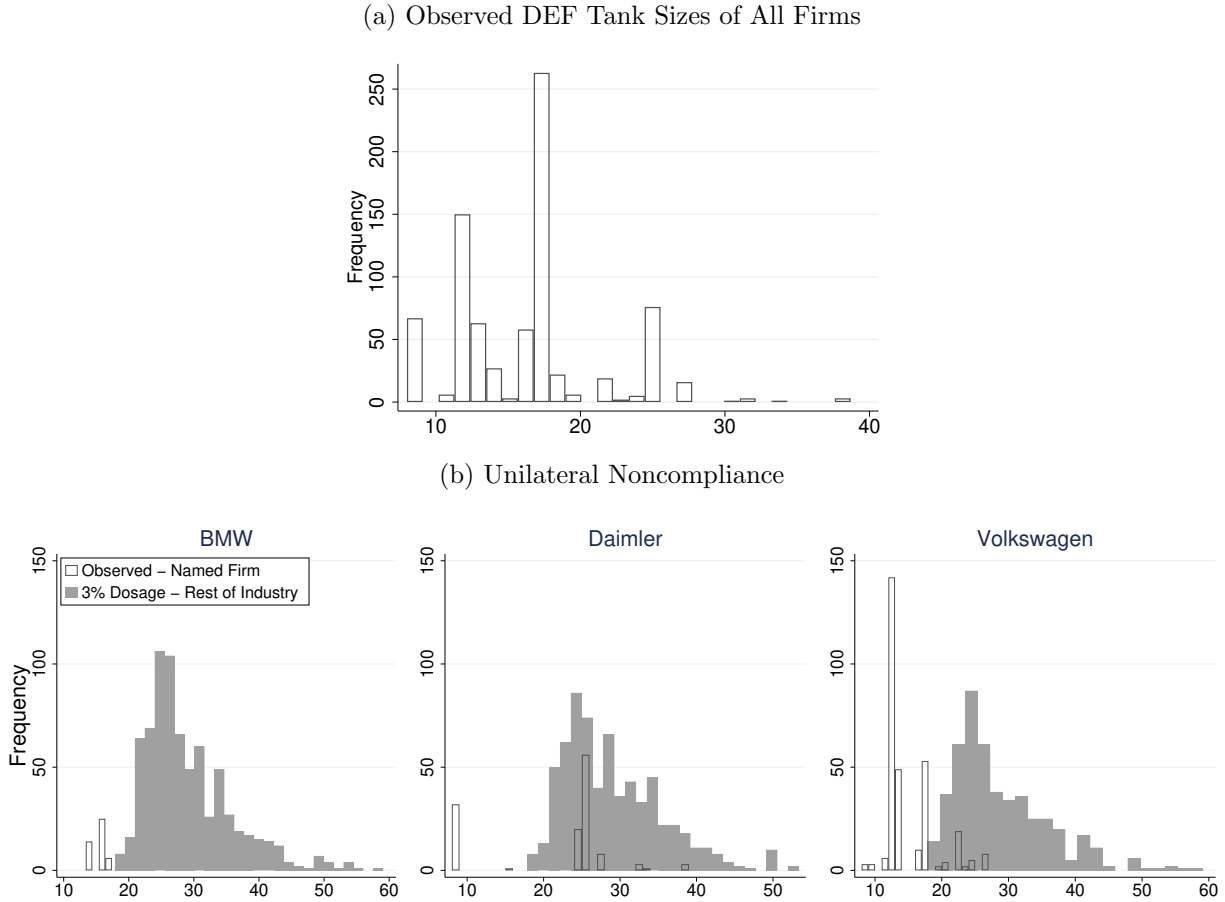 (a) Observed DEF Tank Sizes of All Firms
Frequency
250
200
150
100
50
0
10 20 30 40
(b) Unilateral Noncompliance
BMW
Observed – Named Firm
3% Dosage – Rest of Industry
Frequency
150
100
50
0
10 20 30 40 50 60
Daimler
150
100
50
0
10 20 30 40 50
Volkswagen
150
100
50
0
10 20 30 40 50 60